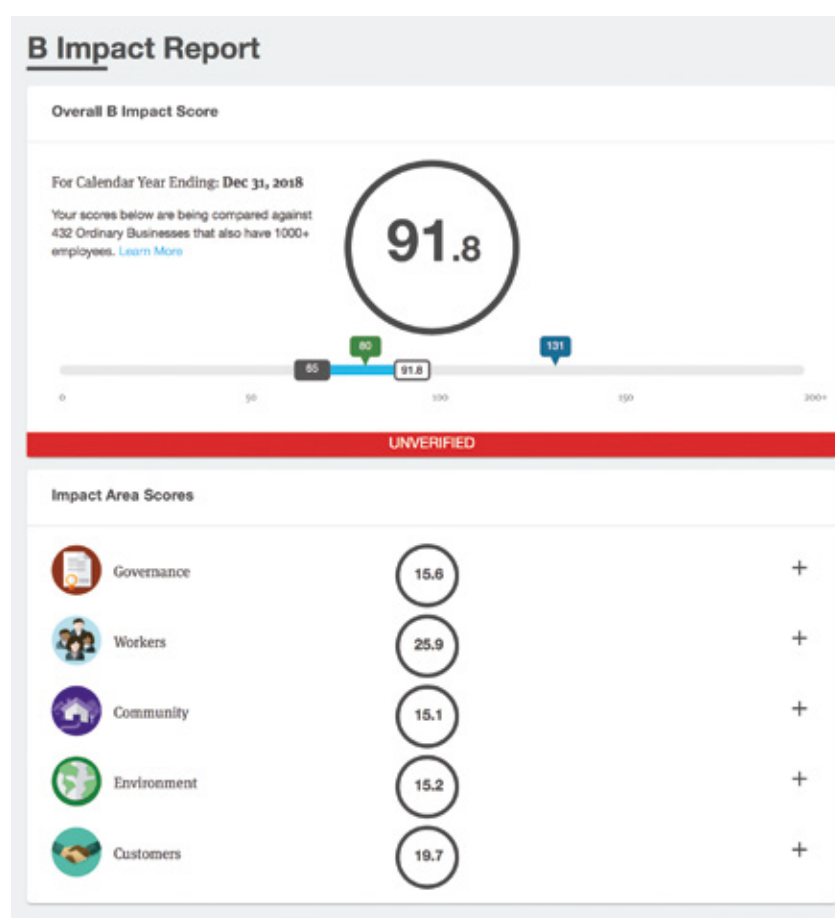 B Impact Report
Overall B Impact Score
For Calendar Year Ending: Dec 31, 2018
Your scores below are being compared against
432 Ordinary Businesses that also have 1000+
employees. Learn More
91.8
80
131
65
91.8
0
50
100
150
200+
UNVERIFIED
Impact Area Scores
Governance
15.6
+
Workers
25.9
+
Community
15.1
+
Environment
15.2
+
Customers
19.7
+